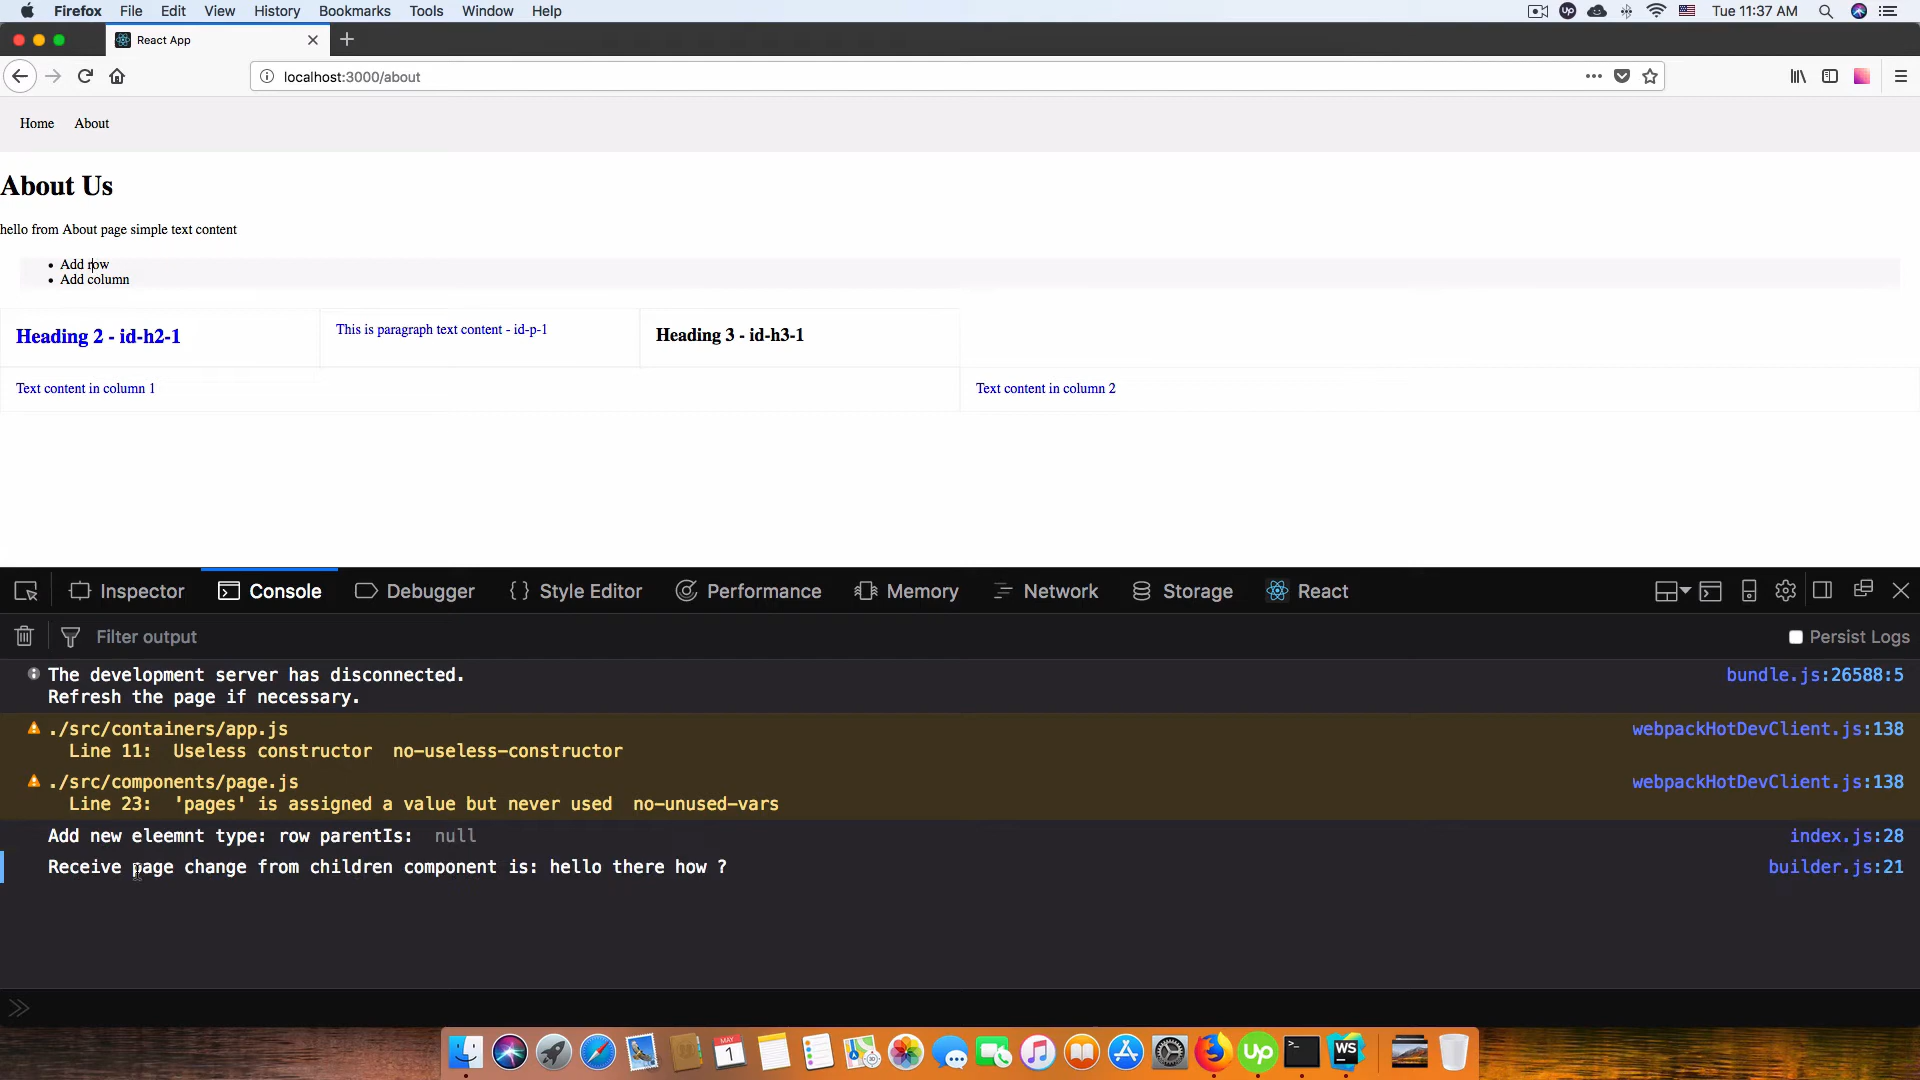 Firefox File Edit View History Bookmarks Tools Window Help
Up
Tue 11:37 AM
React App
localhost:3000/about
Home About
About Us
hello from About page simple text content
Add row
Add column
Heading 2 - id-h2-1
This is paragraph text content - id-p-1
Heading 3 - id-h3-1
Text content in column 1
Text content in column 2
Inspector Console Debugger Style Editor Performance Memory Network Storage React
Filter output
Persist Logs
The development server has disconnected. bundle.js:26588:5
Refresh the page if necessary.
./src/containers/app.js webpackHotDevClient.js:138
Line 11: Useless constructor no-useless-constructor
./src/components/page.js webpackHotDevClient.js:138
Line 23: 'pages' is assigned a value but never used no-unused-vars
Add new eleemnt type: row parentIs: null index.js:28
Receive page change from children component is: hello there how ? builder.js:21
MAY
1
Up
WS